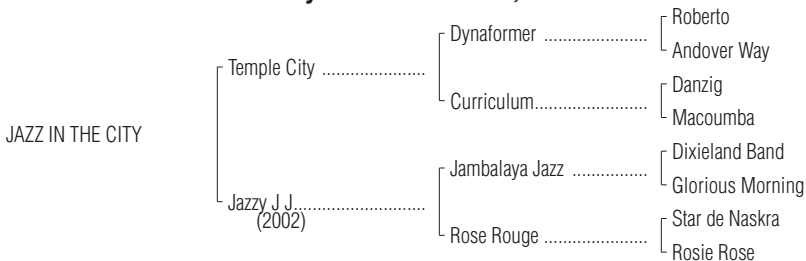 Roberto
Dynaformer ......................
Andover Way
Temple City ......................
Danzig
Curriculum........................
Macoumba
JAZZ IN THE CITY
Dixieland Band
Jambalaya Jazz ................
Glorious Morning
Jazzy J J............................
(2002)
Star de Naskra
Rose Rouge ......................
Rosie Rose